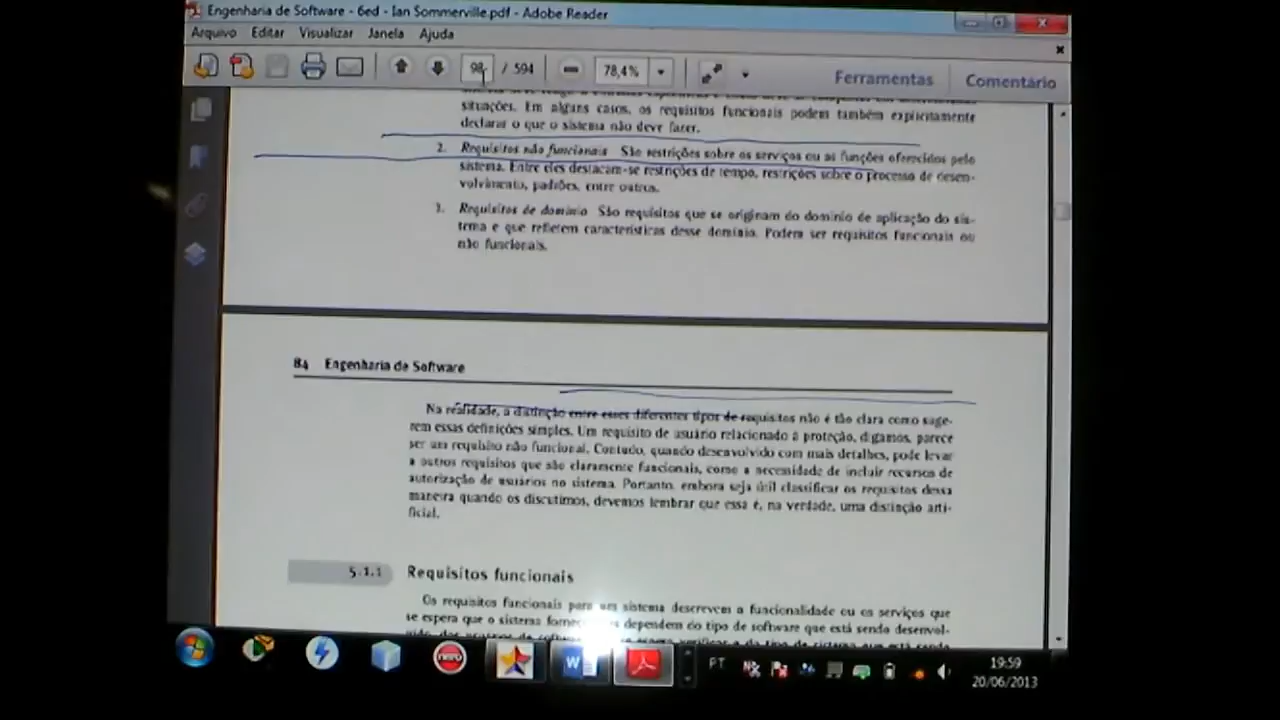 Engenharia de Software - 6ed - Ian Sommerville.pdf - Adobe Reader
Arquivo Editar Visualizar Janela Ajuda
98 / 594 78,4% Ferramentas Comentário
situações. Em alguns casos, os requisitos funcionais podem também explicitamente
declarar o que o sistema não deve fazer.
2. Requisitos não funcionais São restrições sobre os serviços ou as funções oferecidos pelo
sistema. Entre eles destacam-se restrições de tempo, restrições sobre o processo de desen-
volvimento, padrões, entre outros.
3. Requisitos de domínio São requisitos que se originam do domínio de aplicação do sis-
tema e que refletem características desse domínio. Podem ser requisitos funcionais ou
não funcionais.
84 Engenharia de Software
Na realidade, a distinção entre esses diferentes tipos de requisitos não é tão clara como suge-
rem essas definições simples. Um requisito de usuário relacionado à proteção, digamos, parece
ser um requisito não funcional. Contudo, quando desenvolvido com mais detalhes, pode levar
a outros requisitos que são claramente funcionais, como a necessidade de incluir recursos de
autorização de usuários no sistema. Portanto, embora seja útil classificar os requisitos dessa
maneira quando os discutimos, devemos lembrar que essa é, na verdade, uma distinção arti-
ficial.
5.1.1 Requisitos funcionais
Os requisitos funcionais para um sistema descrevem a funcionalidade ou os serviços que
se espera que o sistema dependem do tipo de software que está sendo desenvol-
nero
W
PT
19:59
20/06/2013